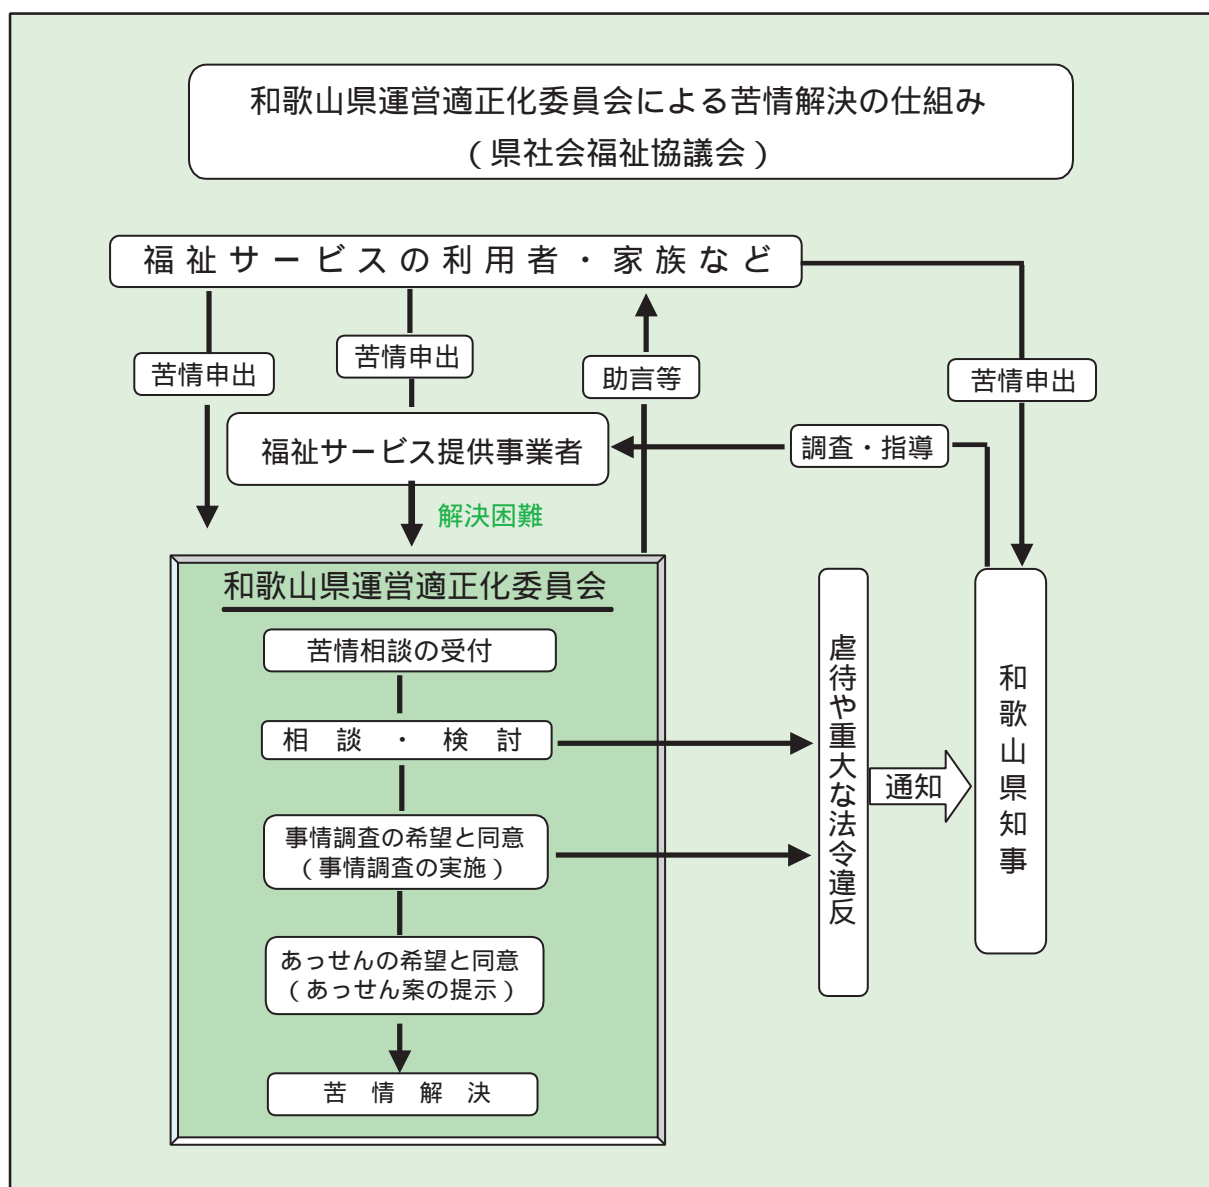 和歌山県運営適正化委員会による苦情解決の仕組み
（県社会福祉協議会）
福祉サービスの利用者・家族など
苦情申出
苦情申出
助言等
苦情申出
福祉サービス提供事業者
調査・指導
解決困難
和歌山県運営適正化委員会
苦情相談の受付
相談・検討
事情調査の希望と同意
（事情調査の実施）
あっせんの希望と同意
（あっせん案の提示）
苦情解決
虐待や重大な法令違反
通知
和歌山県知事